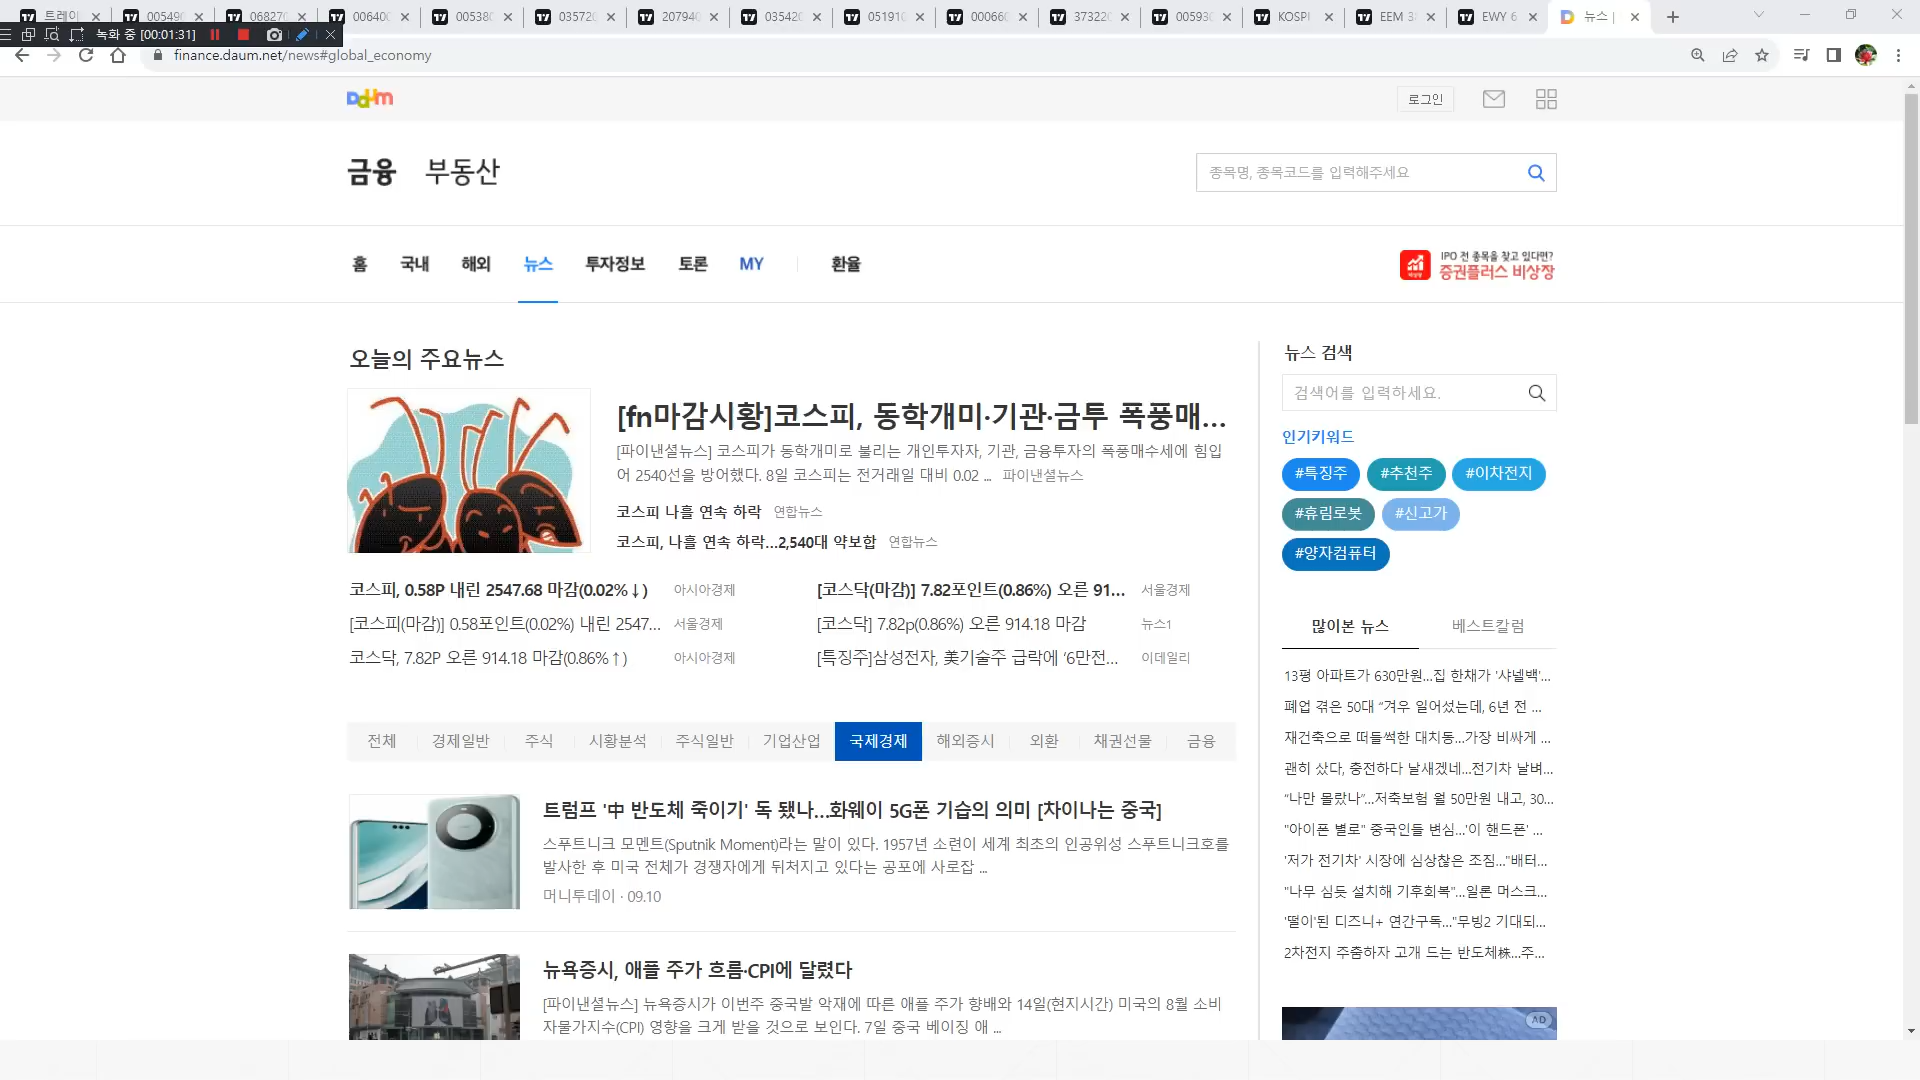 트레이
00549
06827
00640
00538
03572
20794
03542
05191
00066
37322
00593
KOSPI
EEM 3
EWY 6
뉴스 |
녹화 중 [00:01:31]
finance.daum.net/news#global_economy
Daum
로그인
금융 부동산
종목명, 종목코드를 입력해주세요
홈 국내 해외 뉴스 투자정보 토론 MY 환율
IPO 전 종목을 찾고 있다면?
증권플러스 비상장
오늘의 주요뉴스
[fn마감시황]코스피, 동학개미·기관·금투 폭풍매...
[파이낸셜뉴스] 코스피가 동학개미로 불리는 개인투자자, 기관, 금융투자의 폭풍매수세에 힘입
어 2540선을 방어했다. 8일 코스피는 전거래일 대비 0.02 ... 파이낸셜뉴스
코스피 나흘 연속 하락 연합뉴스
코스피, 나흘 연속 하락…2,540대 약보합 연합뉴스
코스피, 0.58P 내린 2547.68 마감(0.02%↓) 아시아경제
[코스닥(마감)] 7.82포인트(0.86%) 오른 91... 서울경제
[코스피(마감)] 0.58포인트(0.02%) 내린 2547... 서울경제
[코스닥] 7.82p(0.86%) 오른 914.18 마감 뉴스1
코스닥, 7.82P 오른 914.18 마감(0.86%↑) 아시아경제
[특징주]삼성전자, 美기술주 급락에 ‘6만전... 이데일리
전체 경제일반 주식 시황분석 주식일반 기업산업 국제경제 해외증시 외환 채권선물 금융
트럼프 '中 반도체 죽이기' 독 됐나…화웨이 5G폰 기습의 의미 [차이나는 중국]
스푸트니크 모멘트(Sputnik Moment)라는 말이 있다. 1957년 소련이 세계 최초의 인공위성 스푸트니크호를
발사한 후 미국 전체가 경쟁자에게 뒤처지고 있다는 공포에 사로잡 ...
머니투데이 · 09.10
뉴욕증시, 애플 주가 흐름·CPI에 달렸다
[파이낸셜뉴스] 뉴욕증시가 이번주 중국발 악재에 따른 애플 주가 향배와 14일(현지시간) 미국의 8월 소비
자물가지수(CPI) 영향을 크게 받을 것으로 보인다. 7일 중국 베이징 애 ...
뉴스 검색
검색어를 입력하세요.
인기키워드
#특징주 #추천주 #이차전지
#휴림로봇 #신고가
#양자컴퓨터
많이본 뉴스 베스트칼럼
13평 아파트가 630만원…집 한채가 '샤넬백'...
폐업 겪은 50대 “겨우 일어섰는데, 6년 전 ...
재건축으로 떠들썩한 대치동…가장 비싸게 ...
괜히 샀다, 충전하다 날새겠네…전기차 날벼...
“나만 몰랐나”…저축보험 월 50만원 내고, 30...
"아이폰 별로" 중국인들 변심…'이 핸드폰' ...
'저가 전기차' 시장에 심상찮은 조짐…"배터...
"나무 심듯 설치해 기후회복"…일론 머스크...
'떨이'된 디즈니+ 연간구독…"무빙2 기대되...
2차전지 주춤하자 고개 드는 반도체株…주...
AD